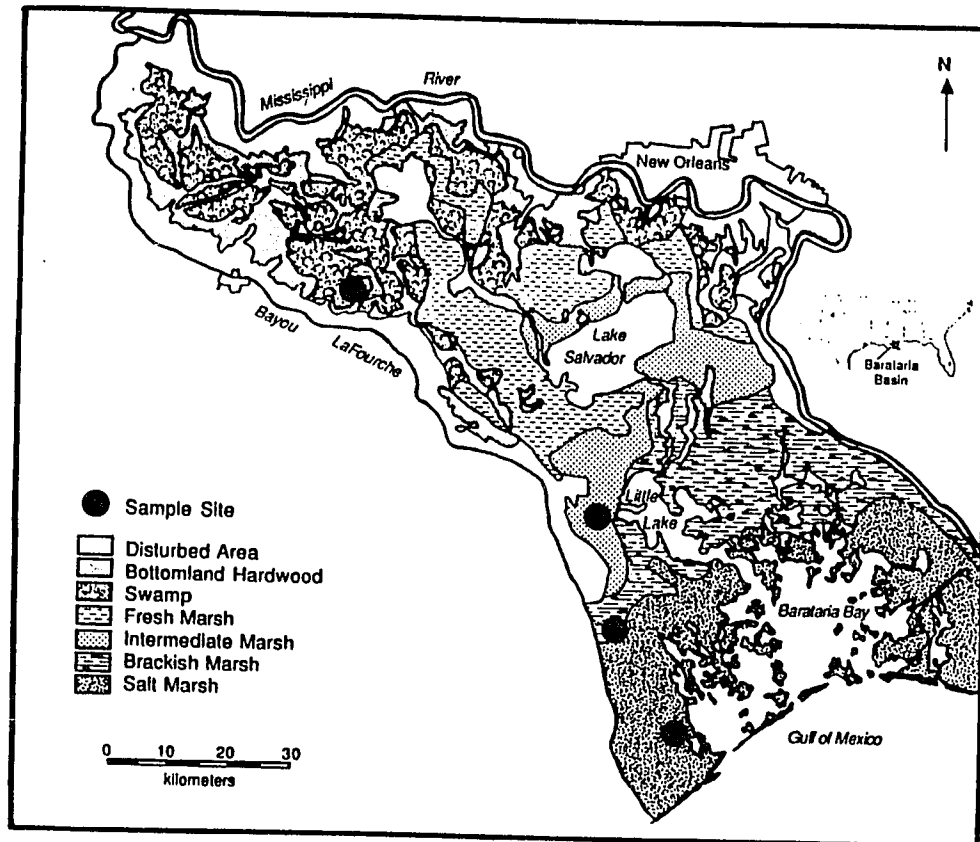 Mississippi River
N
New Orleans
Lake
Salvador
Bayou
LaFourche
Barataria
Basin
Little
Lake
Barataria Bay
Gulf of Mexico
Sample Site
Disturbed Area
Bottomland Hardwood
Swamp
Fresh Marsh
Intermediate Marsh
Brackish Marsh
Salt Marsh
0 10 20 30
kilometers